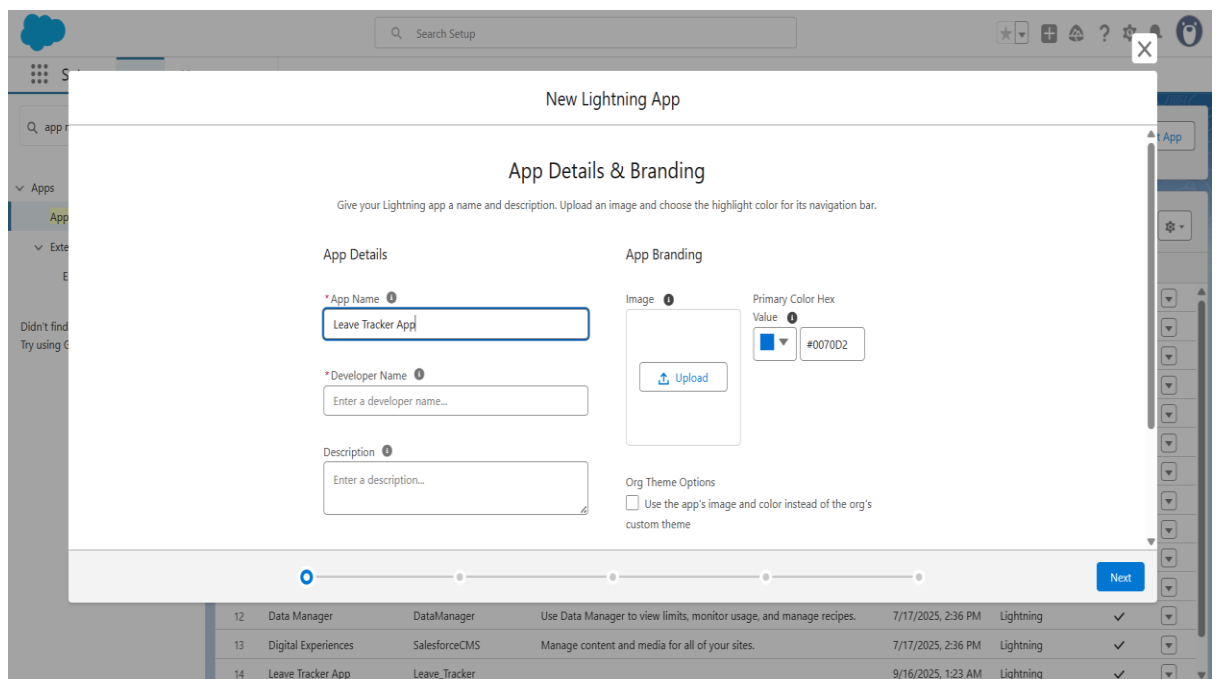 Search Setup
New Lightning App
t App
App Details & Branding
Apps
Give your Lightning app a name and description. Upload an image and choose the highlight color for its navigation bar.
App
App Details
App Branding
* App Name
Image
Primary Color Hex
Value
Leave Tracker App
#0070D2
Didn't find
Try using
Upload
* Developer Name
Enter a developer name...
Description
Enter a description...
Org Theme Options
Use the app's image and color instead of the org's
custom theme
Next
12 Data Manager DataManager Use Data Manager to view limits, monitor usage, and manage recipes. 7/17/2025, 2:36 PM Lightning
13 Digital Experiences SalesforceCMS Manage content and media for all of your sites. 7/17/2025, 2:36 PM Lightning
14 Leave Tracker App Leave_Tracker 9/16/2025, 1:23 AM Lightning